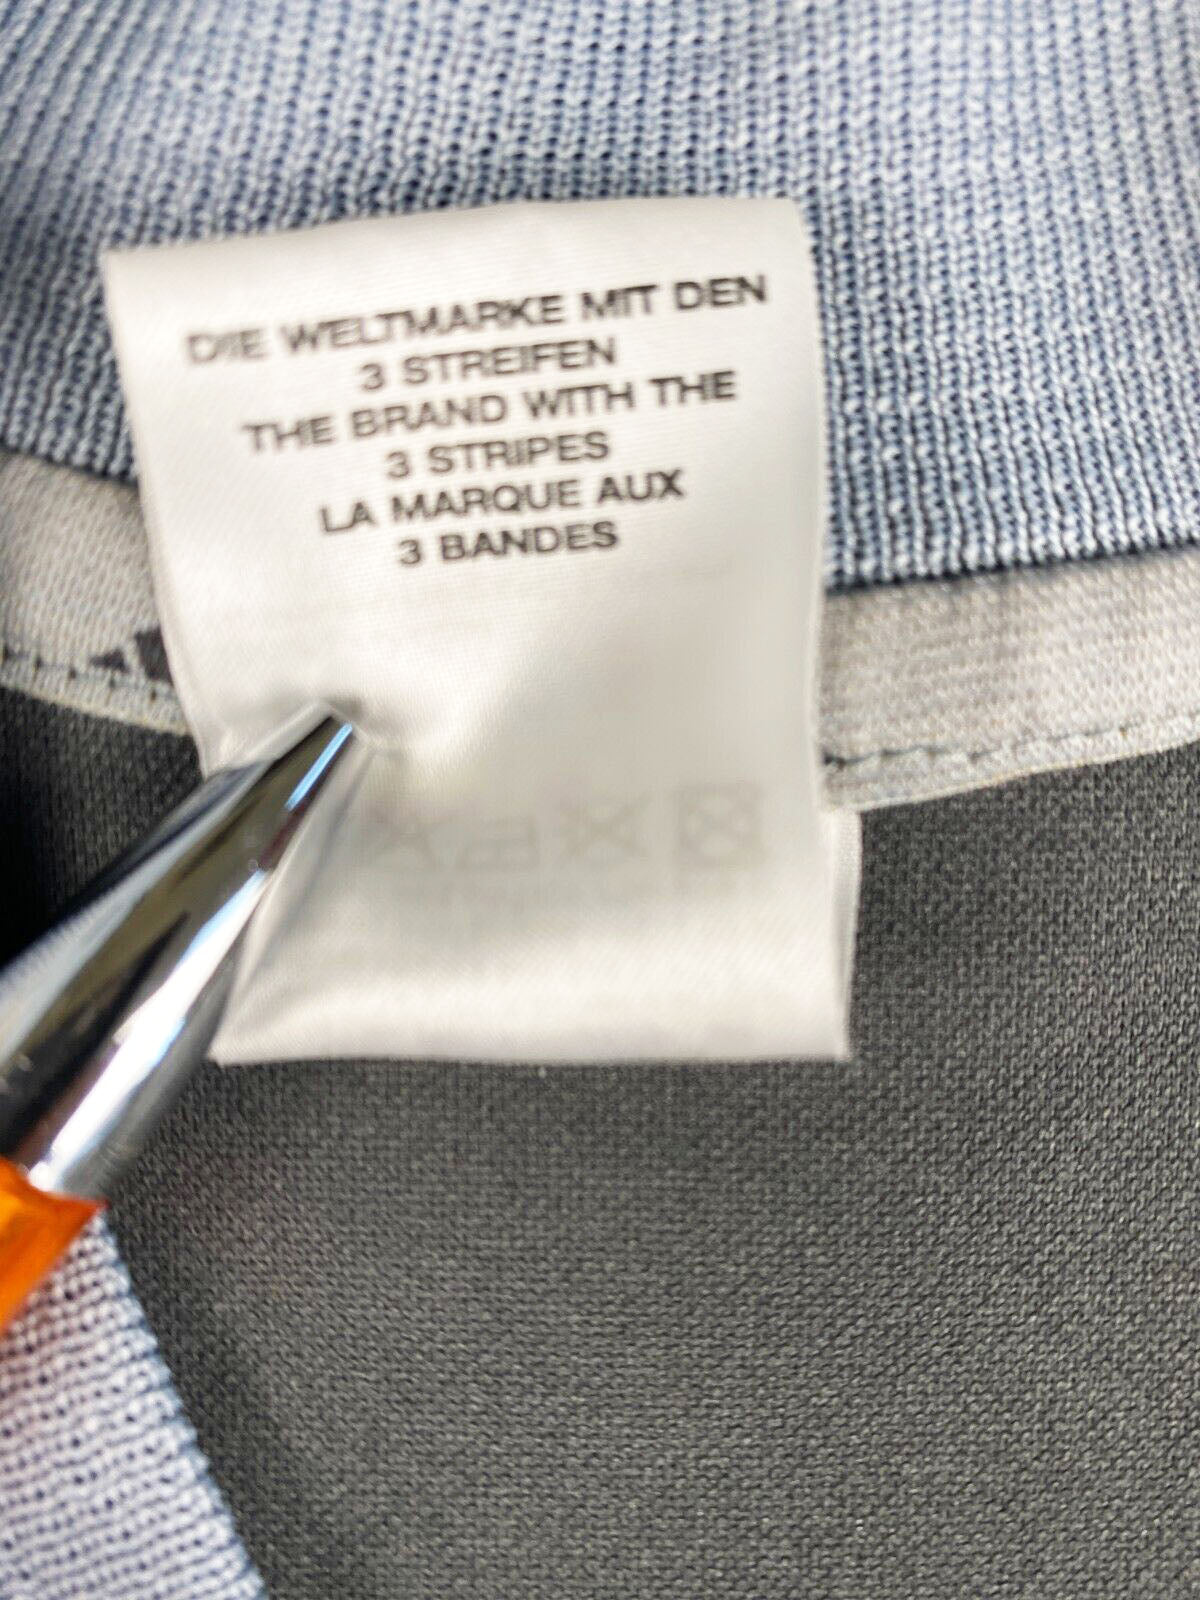 DIE WELTMARKE MIT DEN
3 STREIFEN
THE BRAND WITH THE
3 STRIPES
LA MARQUE AUX
3 BANDES